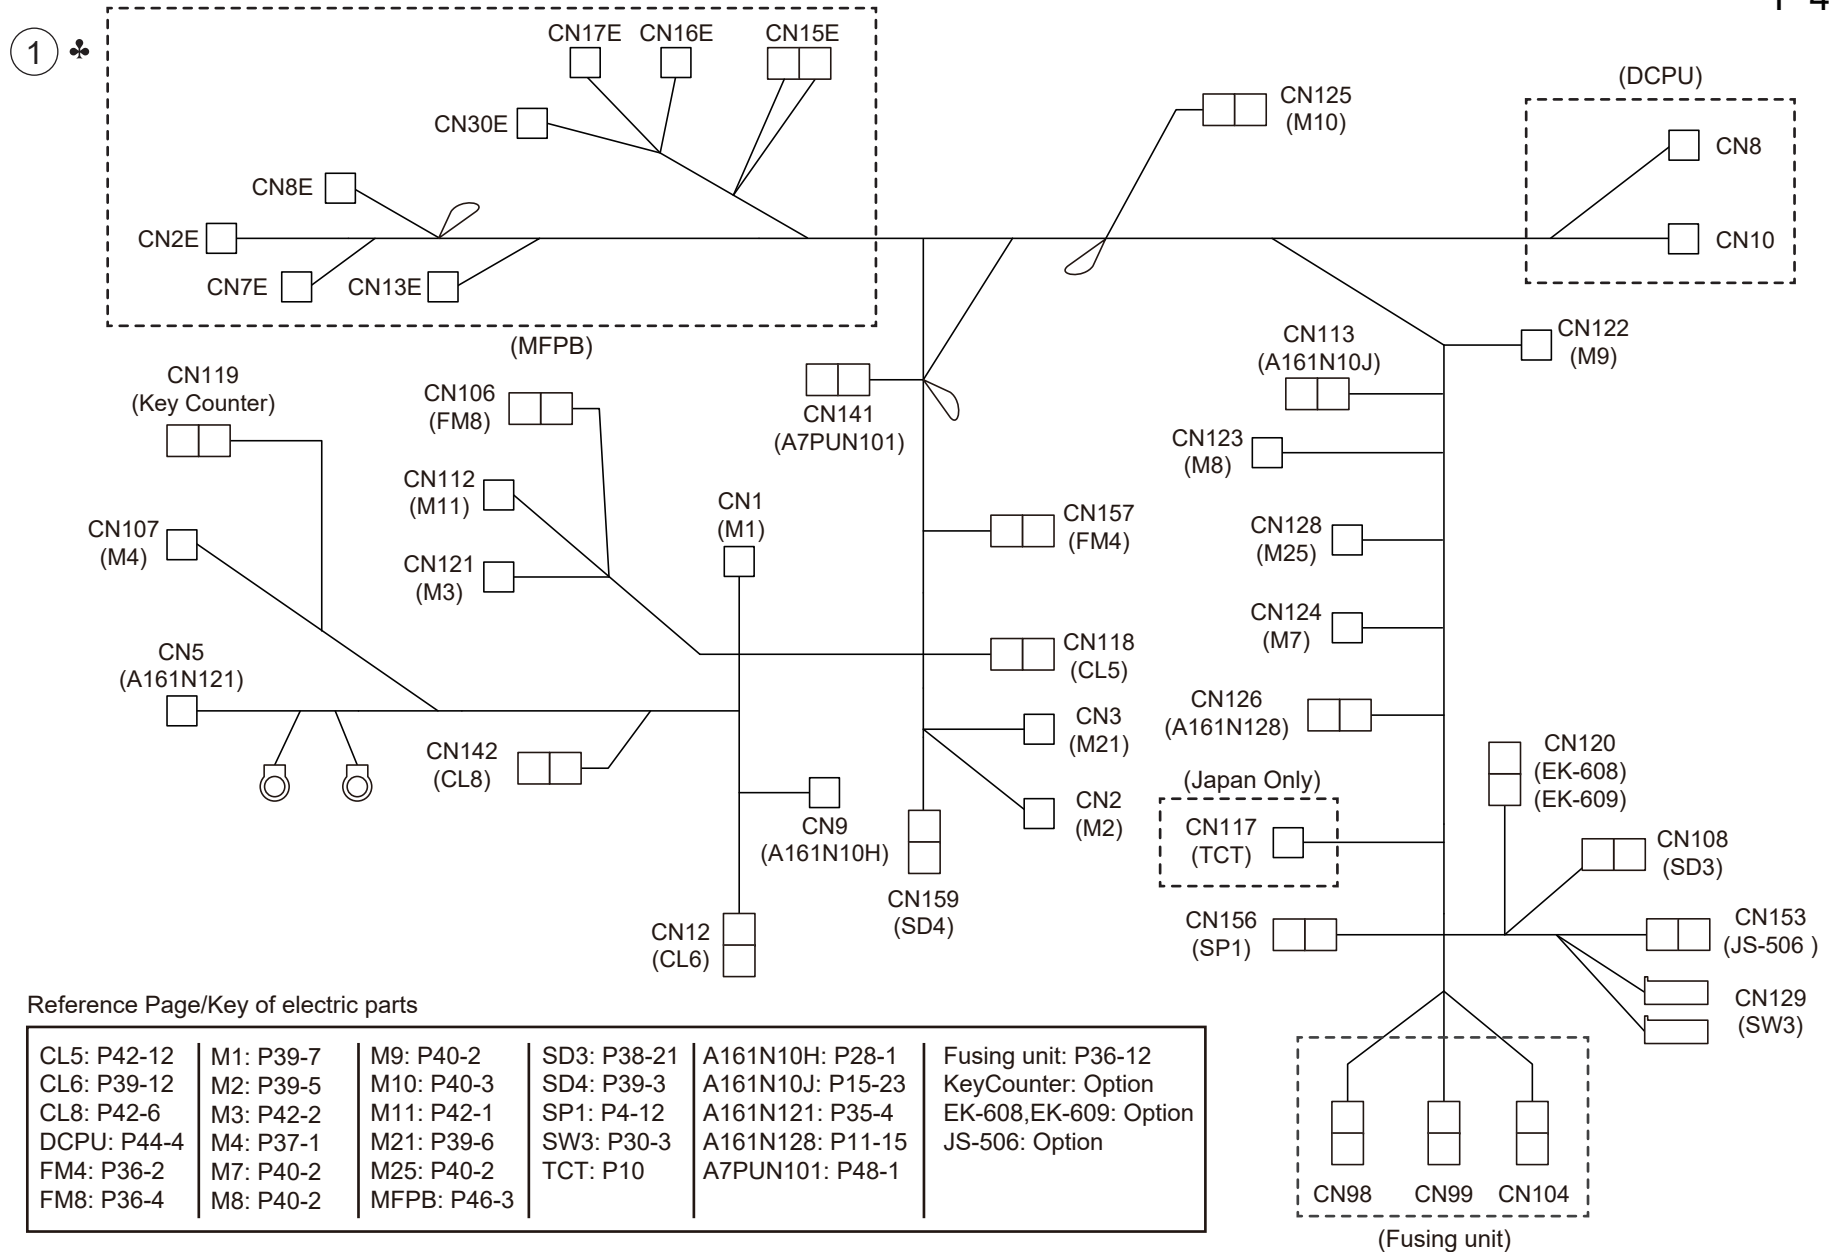 1
♣
CN17E
CN16E
CN15E
CN30E
CN8E
CN2E
CN7E
CN13E
(MFPB)
CN125
(M10)
(DCPU)
CN8
CN10
CN122
(M9)
CN113
(A161N10J)
CN123
(M8)
CN128
(M25)
CN124
(M7)
CN126
(A161N128)
(Japan Only)
CN117
(TCT)
CN156
(SP1)
CN120
(EK-608)
(EK-609)
CN108
(SD3)
CN153
(JS-506 )
CN129
(SW3)
CN98
CN99
CN104
(Fusing unit)
CN119
(Key Counter)
CN106
(FM8)
CN112
(M11)
CN107
(M4)
CN121
(M3)
CN5
(A161N121)
CN142
(CL8)
CN1
(M1)
CN141
(A7PUN101)
CN157
(FM4)
CN118
(CL5)
CN3
(M21)
CN2
(M2)
CN9
(A161N10H)
CN159
(SD4)
CN12
(CL6)
Reference Page/Key of electric parts
CL5: P42-12
CL6: P39-12
CL8: P42-6
DCPU: P44-4
FM4: P36-2
FM8: P36-4
M1: P39-7
M2: P39-5
M3: P42-2
M4: P37-1
M7: P40-2
M8: P40-2
M9: P40-2
M10: P40-3
M11: P42-1
M21: P39-6
M25: P40-2
MFPB: P46-3
SD3: P38-21
SD4: P39-3
SP1: P4-12
SW3: P30-3
TCT: P10
A161N10H: P28-1
A161N10J: P15-23
A161N121: P35-4
A161N128: P11-15
A7PUN101: P48-1
Fusing unit: P36-12
KeyCounter: Option
EK-608,EK-609: Option
JS-506: Option